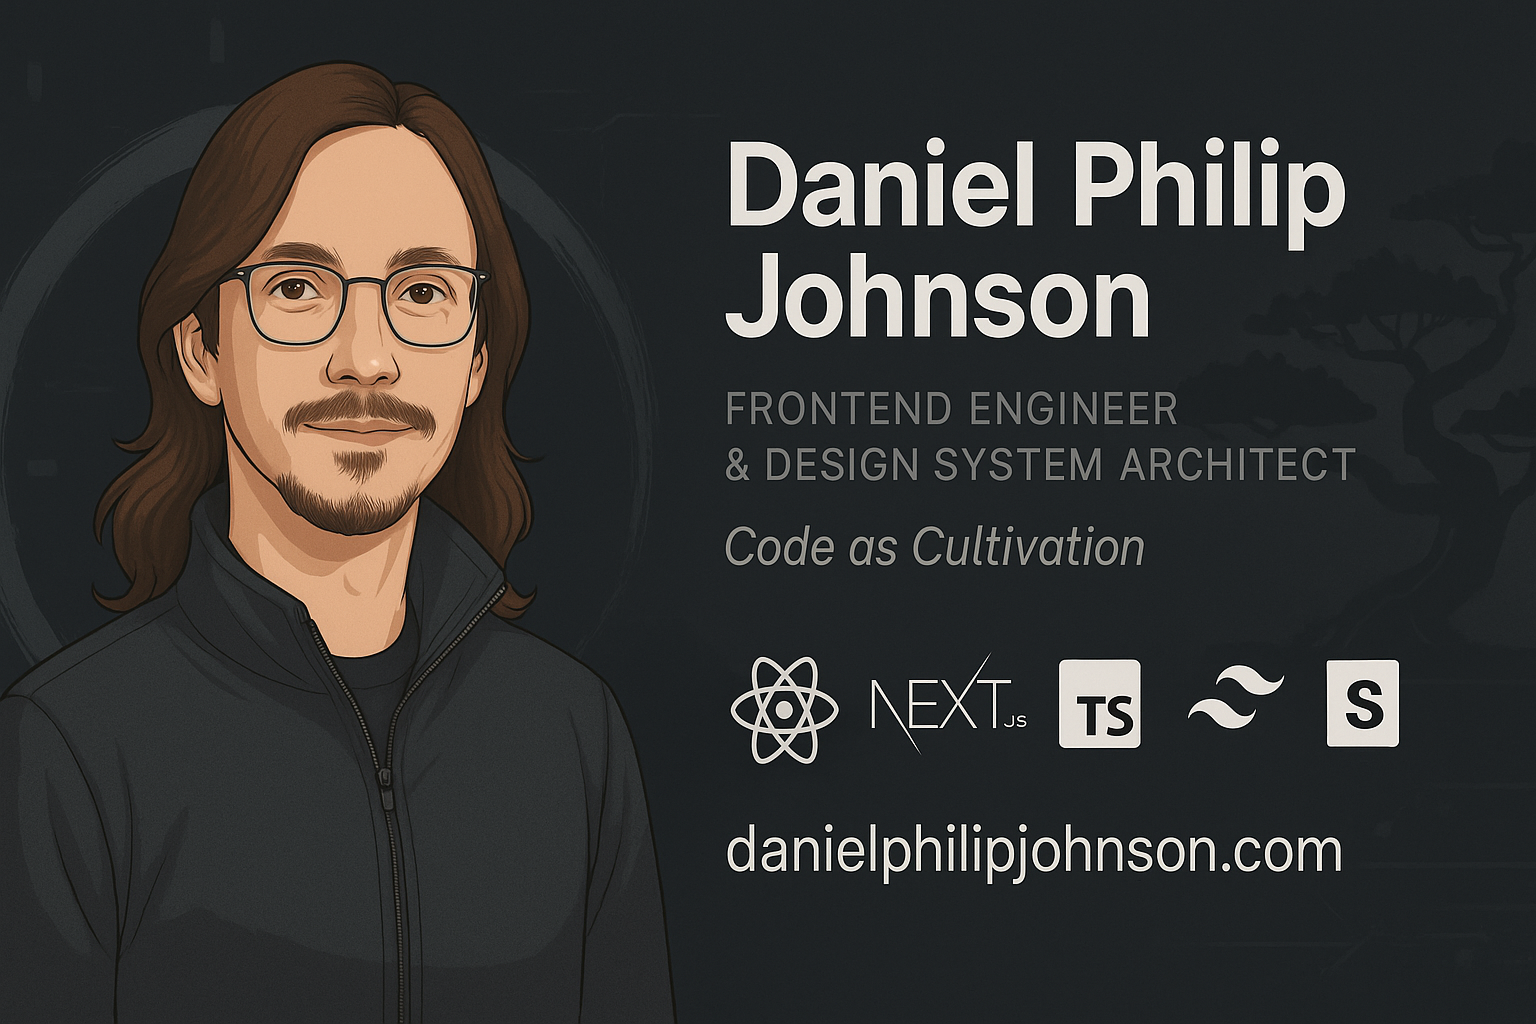 Daniel Philip
Johnson
FRONTEND ENGINEER
& DESIGN SYSTEM ARCHITECT
Code as Cultivation
NEXT.JS TS S
danielphilipjohnson.com